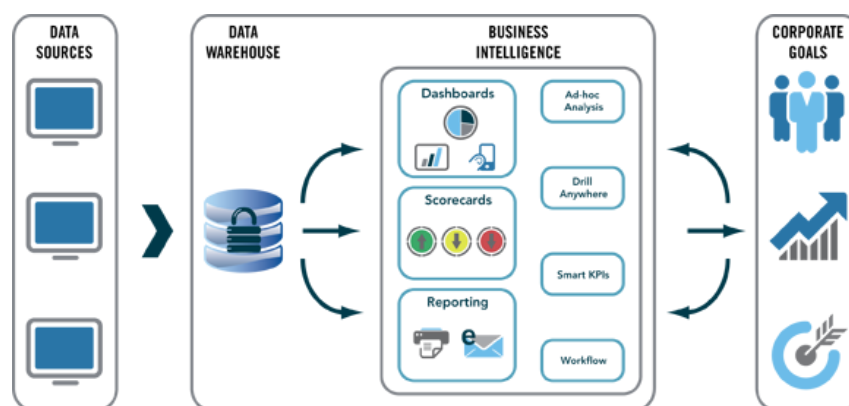 DATA
SOURCES
DATA
WAREHOUSE
BUSINESS
INTELLIGENCE
CORPORATE
GOALS
Dashboards
Ad-hoc
Analysis
Drill
Anywhere
Scorecards
Smart KPIs
Reporting
e
Workflow